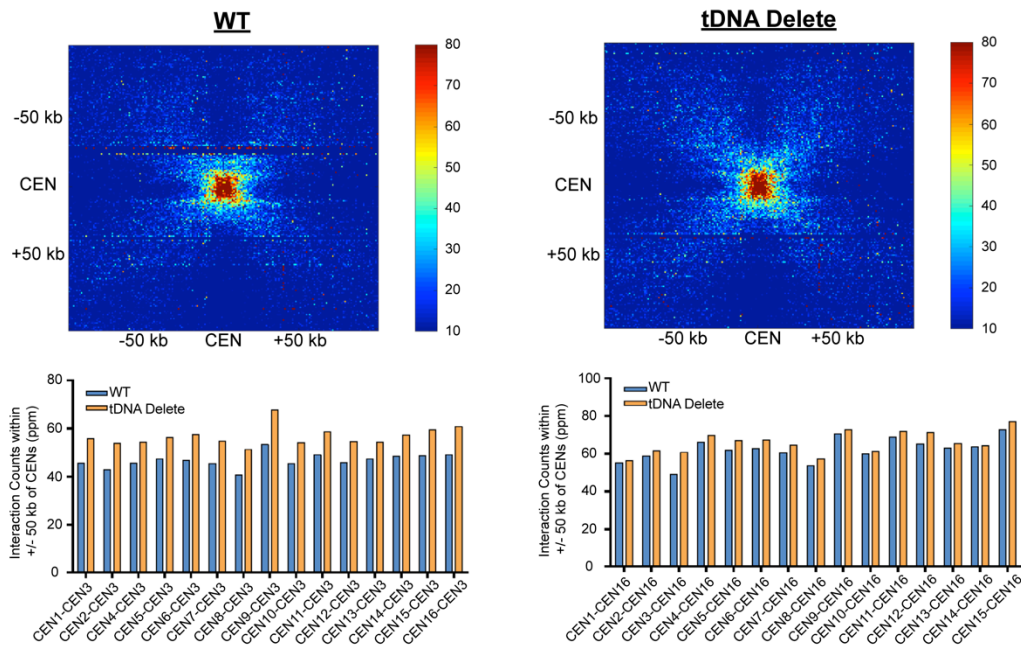 WT
tDNA Delete
-50 kb
CEN
+50 kb
-50 kb
CEN
+50 kb
80
70
60
50
40
30
20
10
-50 kb
CEN
+50 kb
-50 kb
CEN
+50 kb
80
70
60
50
40
30
20
10
Interaction Counts within
+/- 50 kb of CENs (ppm)
80
60
40
20
0
WT
tDNA Delete
CEN1-CEN3
CEN2-CEN3
CEN4-CEN3
CEN5-CEN3
CEN6-CEN3
CEN7-CEN3
CEN8-CEN3
CEN9-CEN3
CEN10-CEN3
CEN11-CEN3
CEN12-CEN3
CEN13-CEN3
CEN14-CEN3
CEN15-CEN3
CEN16-CEN3
Interaction Counts within
+/- 50 kb of CENs (ppm)
100
80
60
40
20
0
WT
tDNA Delete
CEN1-CEN16
CEN2-CEN16
CEN3-CEN16
CEN4-CEN16
CEN5-CEN16
CEN6-CEN16
CEN7-CEN16
CEN8-CEN16
CEN9-CEN16
CEN10-CEN16
CEN11-CEN16
CEN12-CEN16
CEN13-CEN16
CEN14-CEN16
CEN15-CEN16